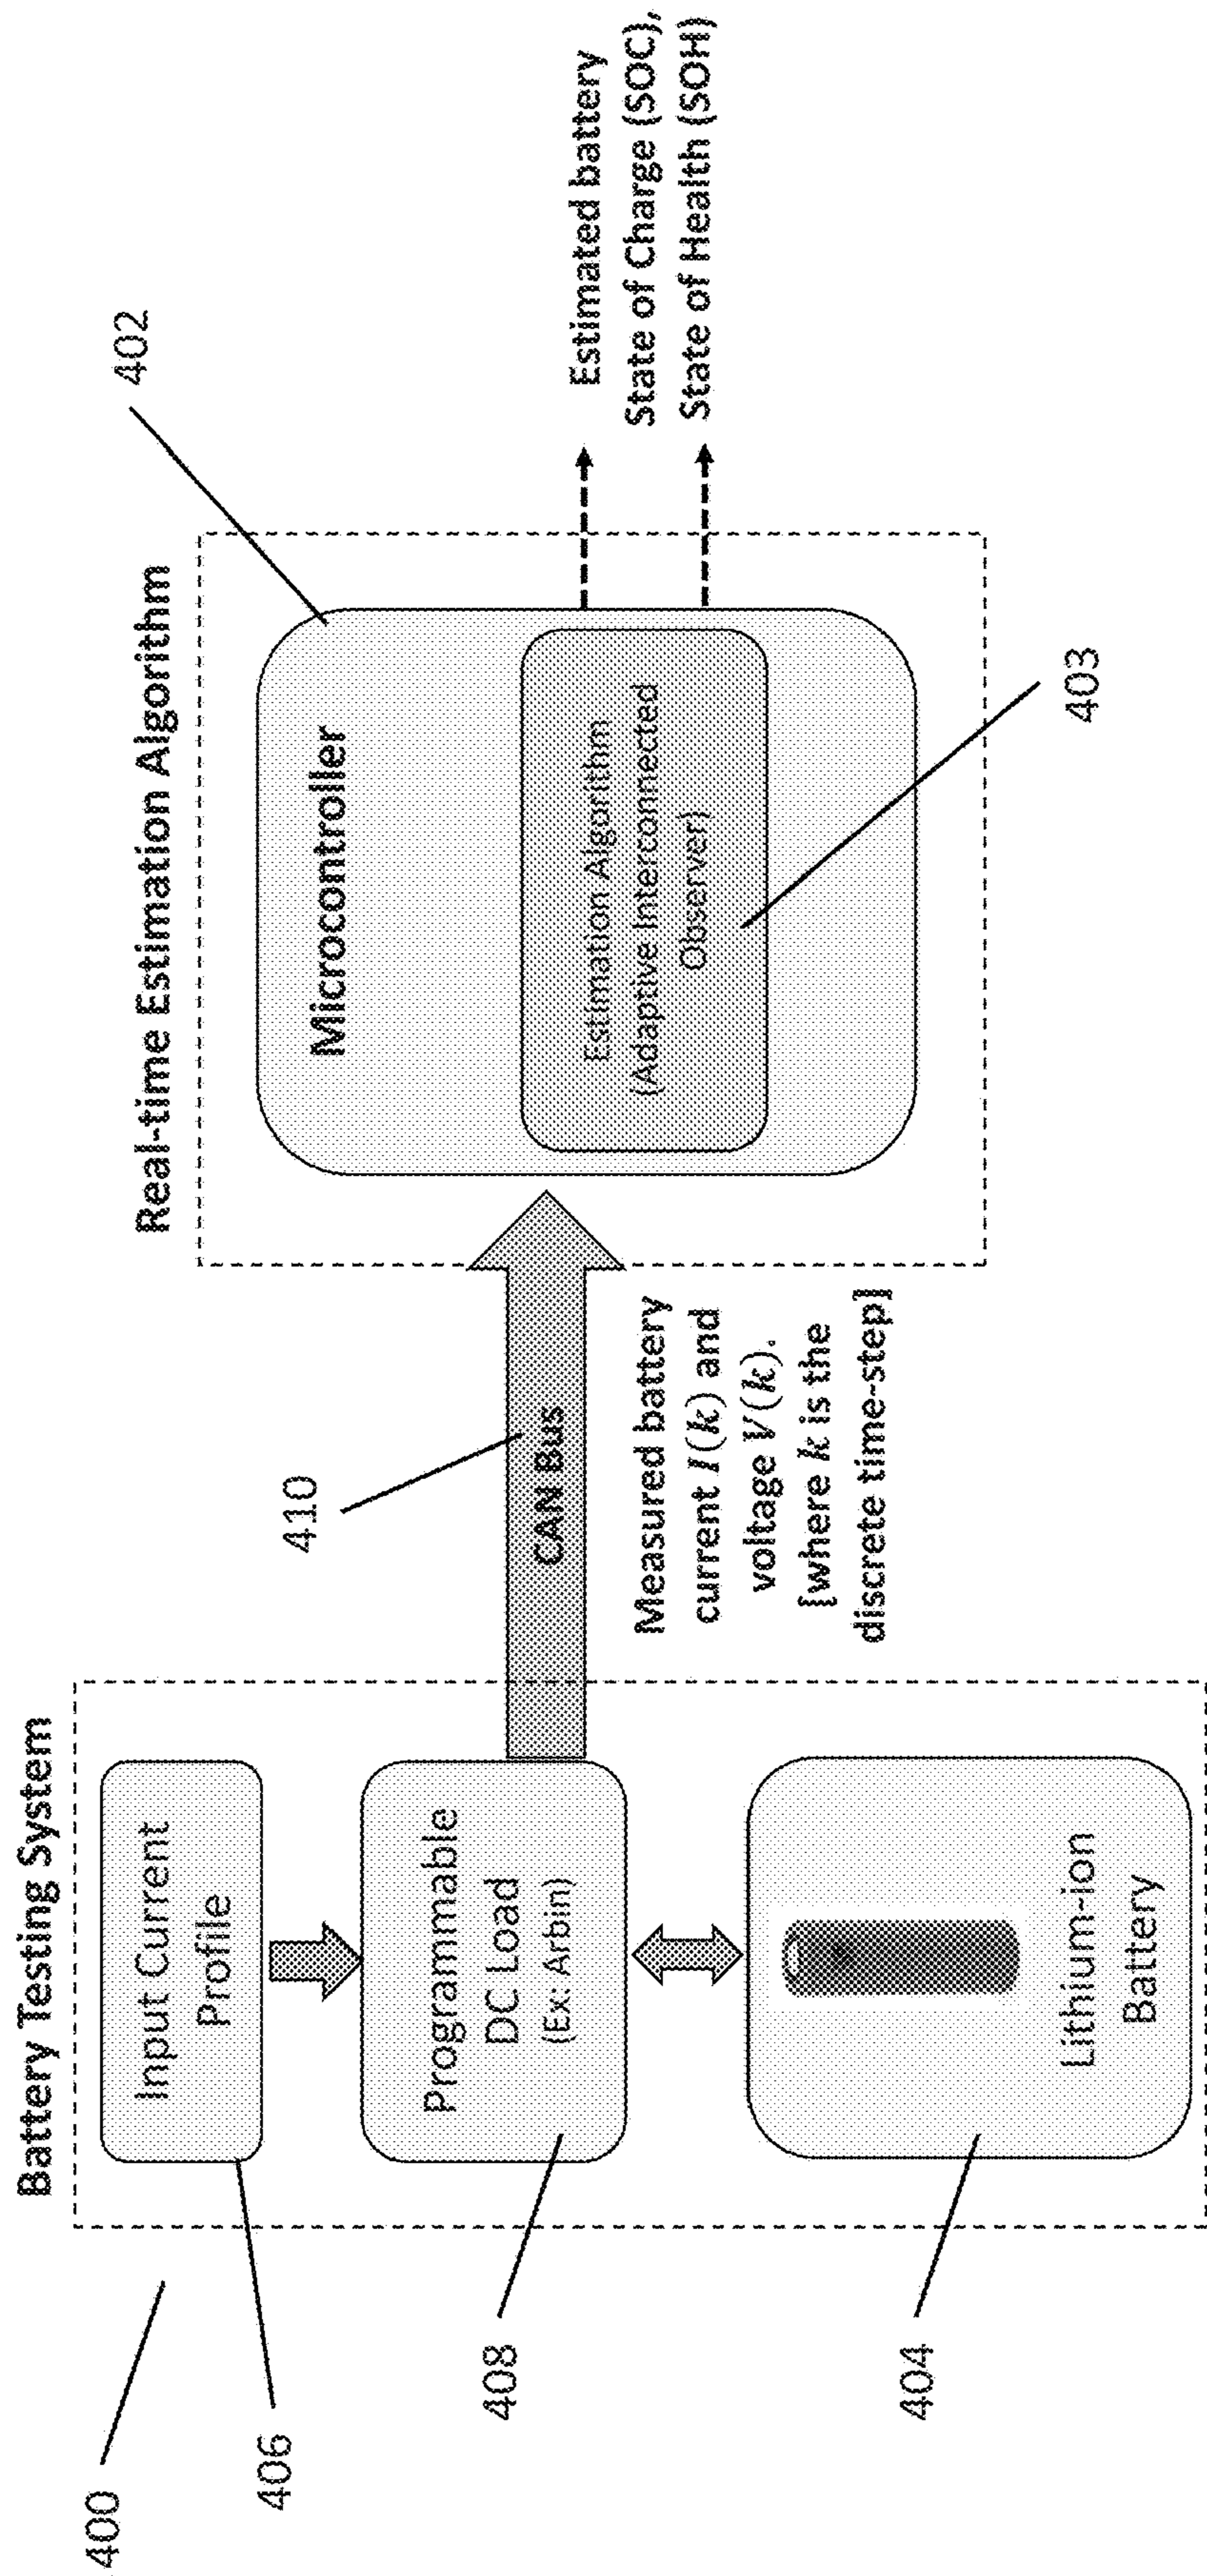 400
Battery Testing System
406
Input Current
Profile
408
Programmable
DC Load
(Ex: Arbin)
404
Lithium-ion
Battery
410
CAN Bus
Measured battery
current I(k) and
voltage V(k).
[where k is the
discrete time-step]
Real-time Estimation Algorithm
402
Microcontroller
Estimation Algorithm
(Adaptive Interconnected
Observer)
403
Estimated battery
State of Charge (SOC),
State of Health (SOH)